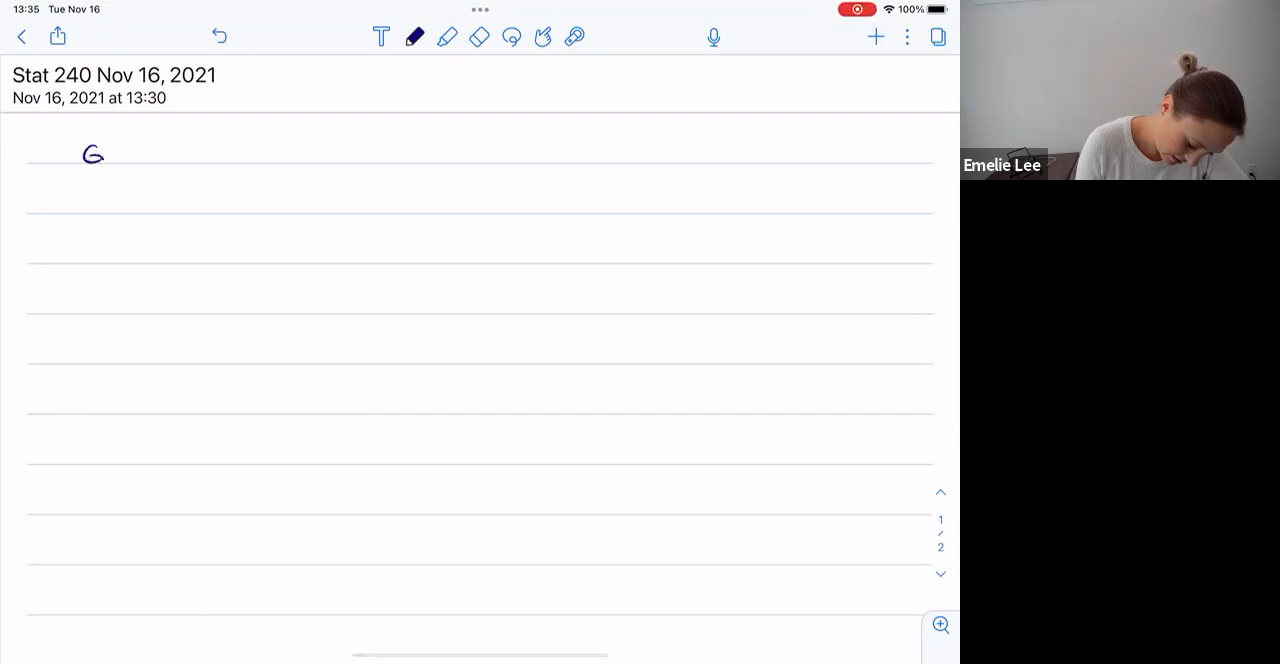 13:35 Tue Nov 16
100%
Stat 240 Nov 16, 2021
Nov 16, 2021 at 13:30
G
1
/
2
Emelie Lee